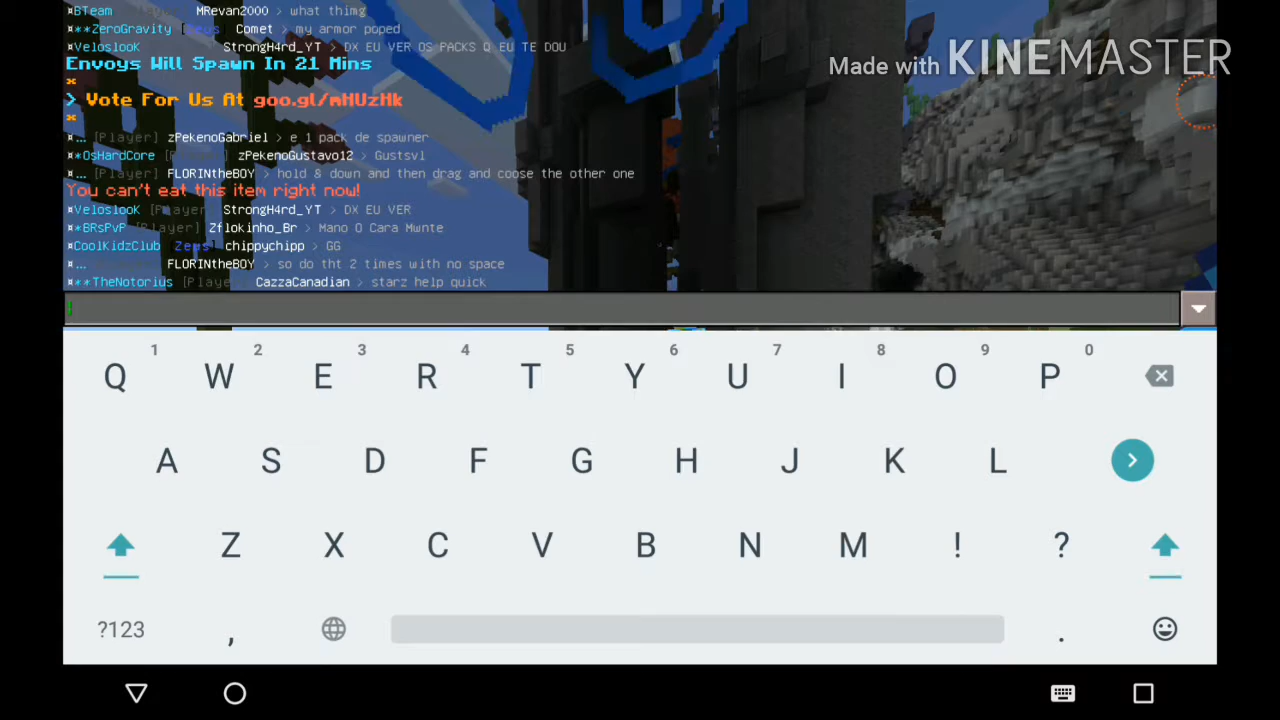 ¤BTeam MRevan2000 > what thimg
¤**ZeroGravity [Zeus] Comet > my armor poped
¤VeloslooK StrongH4rd_YT > DX EU VER OS PACKS Q EU TE DOU
Envoys Will Spawn In 21 Mins
*
> Vote For Us At goo.gl/mHUzHk
*
¤... [Player] zPekenoGabriel > e 1 pack de spawner
¤*OsHardCore [Player] zPekenoGustavo12 > Gustsvl
¤... [Player] FLORINtheBOY > hold & down and then drag and coose the other one
You can't eat this item right now!
¤VeloslooK [Player] StrongH4rd_YT > DX EU VER
¤*BRsPvP [Player] Zflokinho_Br > Mano O Cara Mwnte
¤CoolKidzClub [Zeus] chippychipp > GG
¤... FLORINtheBOY > so do tht 2 times with no space
¤**TheNotorius [Playe CazzaCanadian > starz help quick
Made with KINEMASTER
1 2 3 4 5 6 7 8 9 0
Q W E R T Y U I O P
A S D F G H J K L
Z X C V B N M ! ?
?123 , .